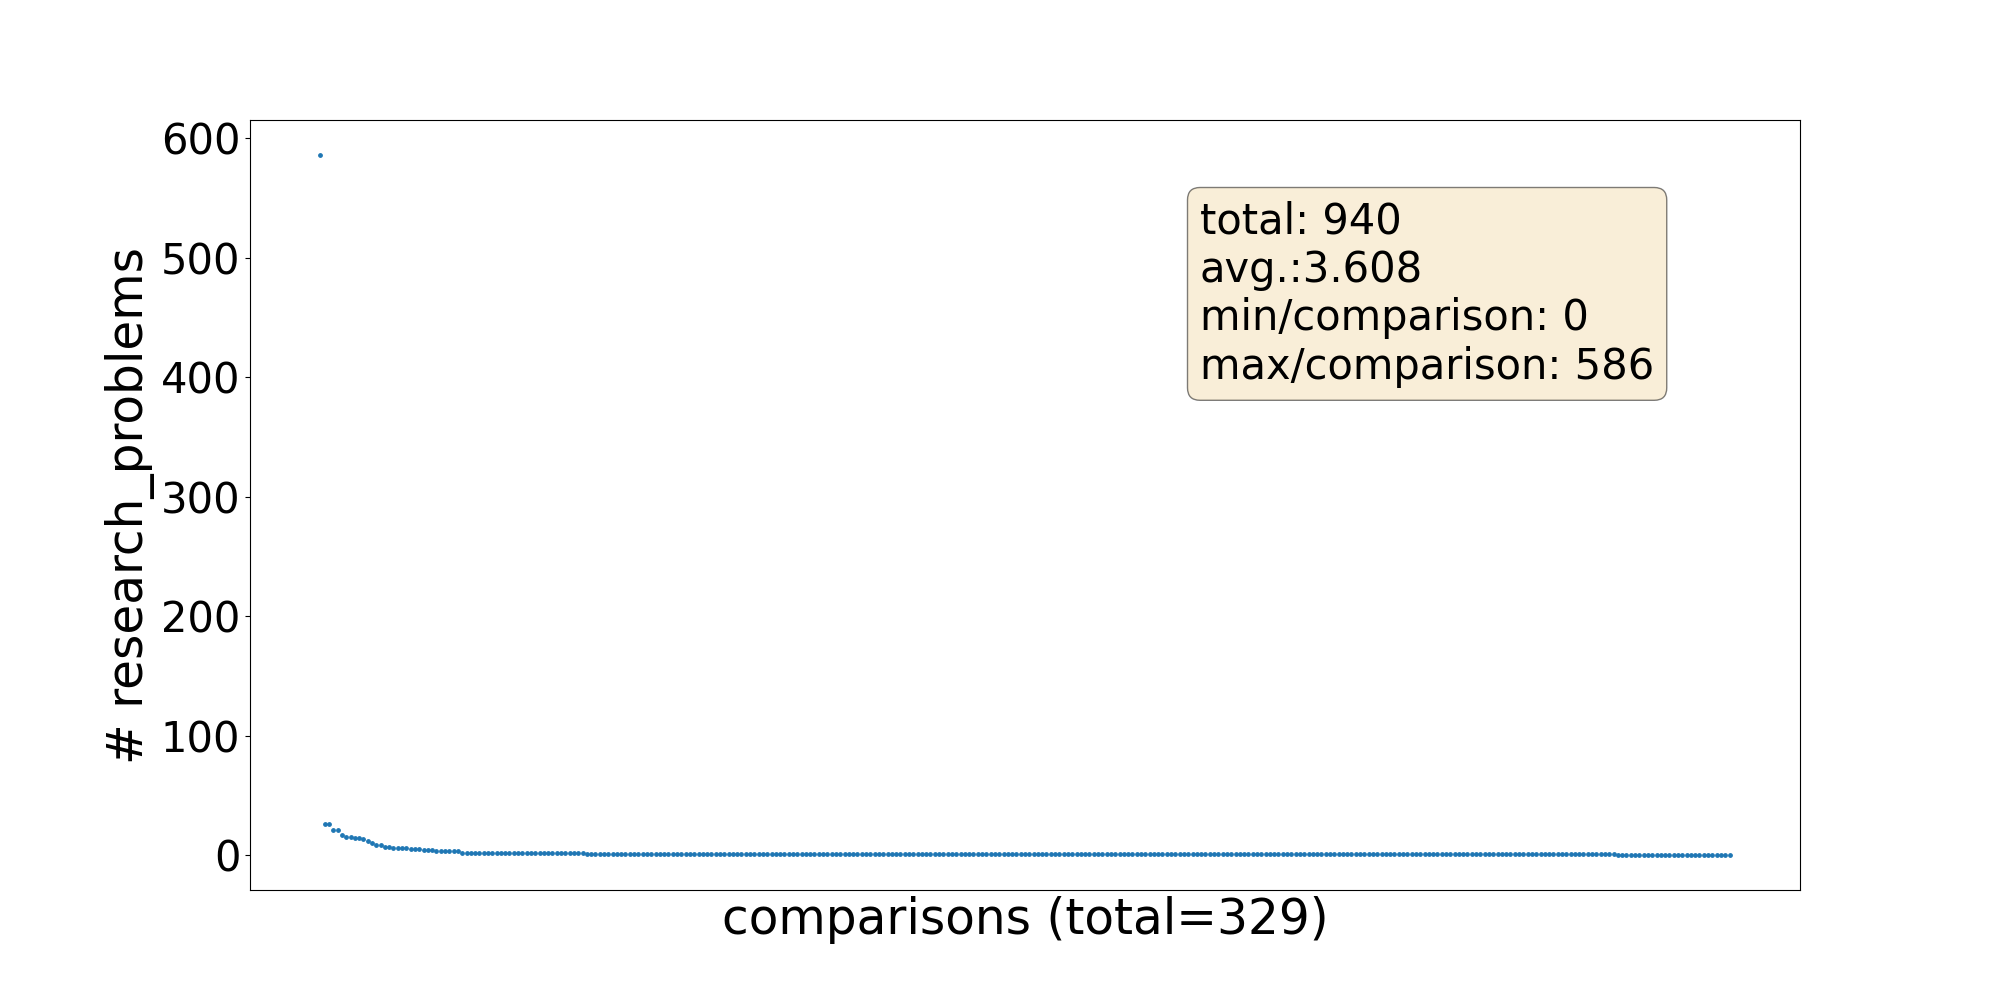 600
500
400
300
200
100
0
# research_problems
total: 940
avg.:3.608
min/comparison: 0
max/comparison: 586
comparisons (total=329)